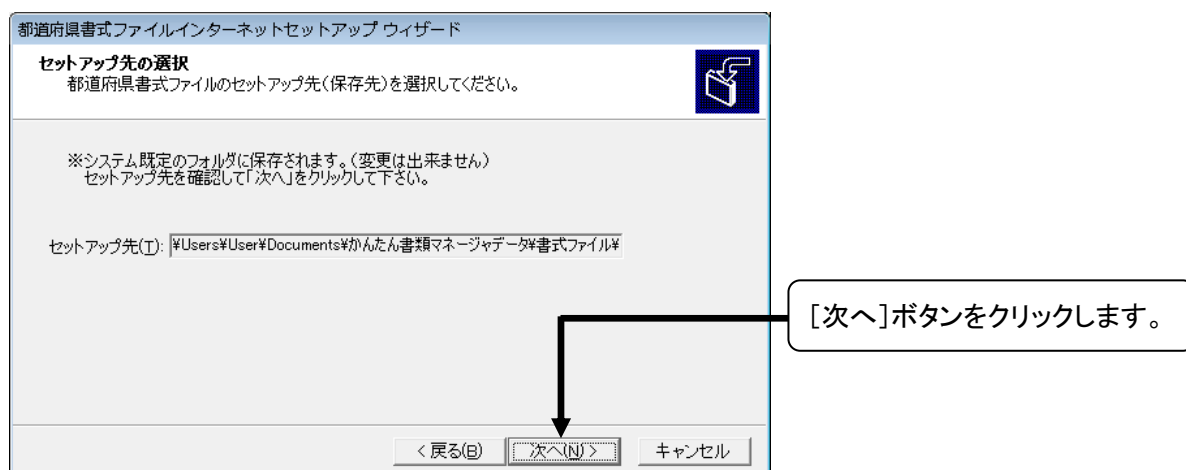 都道府県書式ファイルインターネットセットアップ ウィザード
セットアップ先の選択
都道府県書式ファイルのセットアップ先(保存先)を選択してください。
※システム既定のフォルダに保存されます。(変更は出来ません)
セットアップ先を確認して「次へ」をクリックして下さい。
セットアップ先(T): ¥Users¥User¥Documents¥かんたん書類マネージャデータ¥書式ファイル¥
[次へ]ボタンをクリックします。
< 戻る(B) 次へ(N) > キャンセル